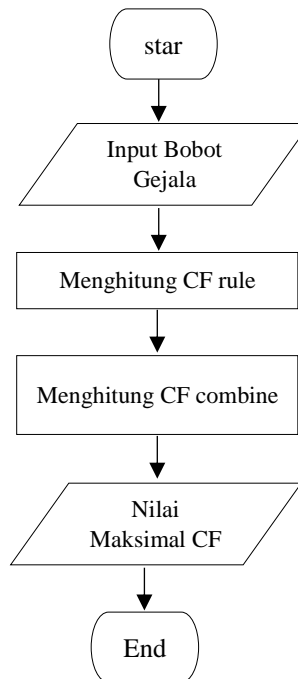 star
Input Bobot
Gejala
Menghitung CF rule
Menghitung CF combine
Nilai
Maksimal CF
End